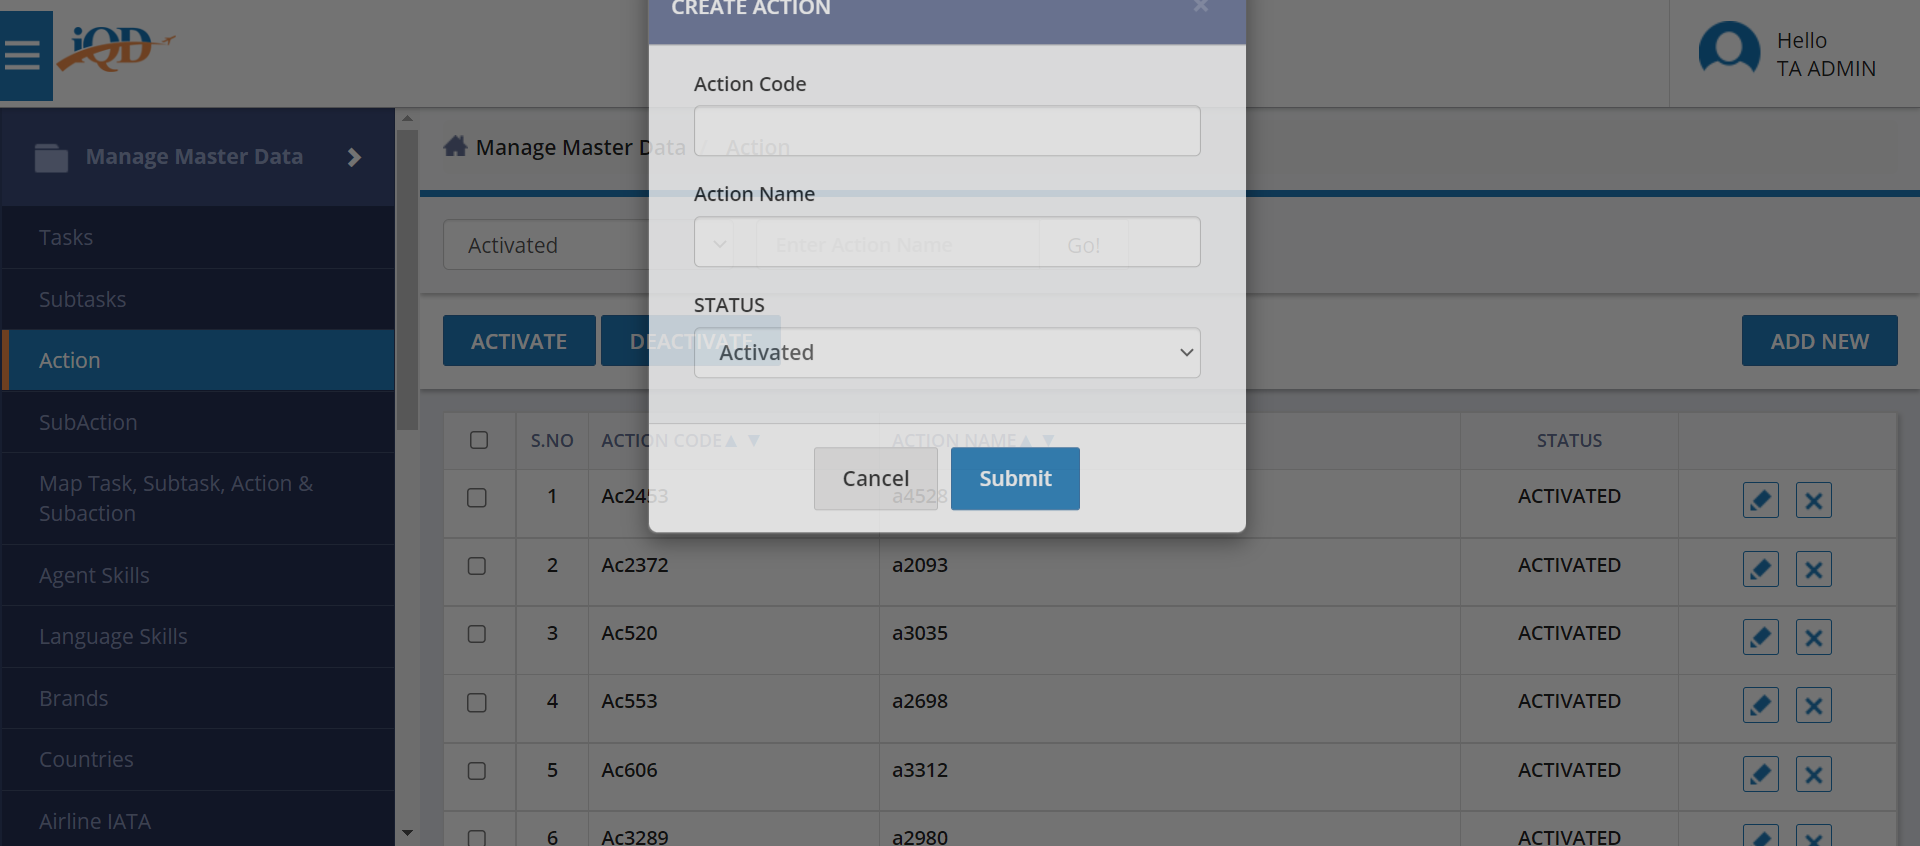 CREATE ACTION
×
iQD
Hello
TA ADMIN
Action Code
Manage Master Data
Manage Master Data / Action
Action Name
Tasks
Activated
Enter Action Name
Go!
Subtasks
STATUS
ACTIVATE
DEACTIVATE
Activated
ADD NEW
Action
SubAction
S.NO
ACTION CODE▲ ▼
ACTION NAME▲ ▼
STATUS
Cancel
Submit
Map Task, Subtask, Action &
Subaction
1 Ac2453 a4528 ACTIVATED
2 Ac2372 a2093 ACTIVATED
Agent Skills
3 Ac520 a3035 ACTIVATED
Language Skills
4 Ac553 a2698 ACTIVATED
Brands
5 Ac606 a3312 ACTIVATED
Countries
6 Ac3289 a2980 ACTIVATED
Airline IATA